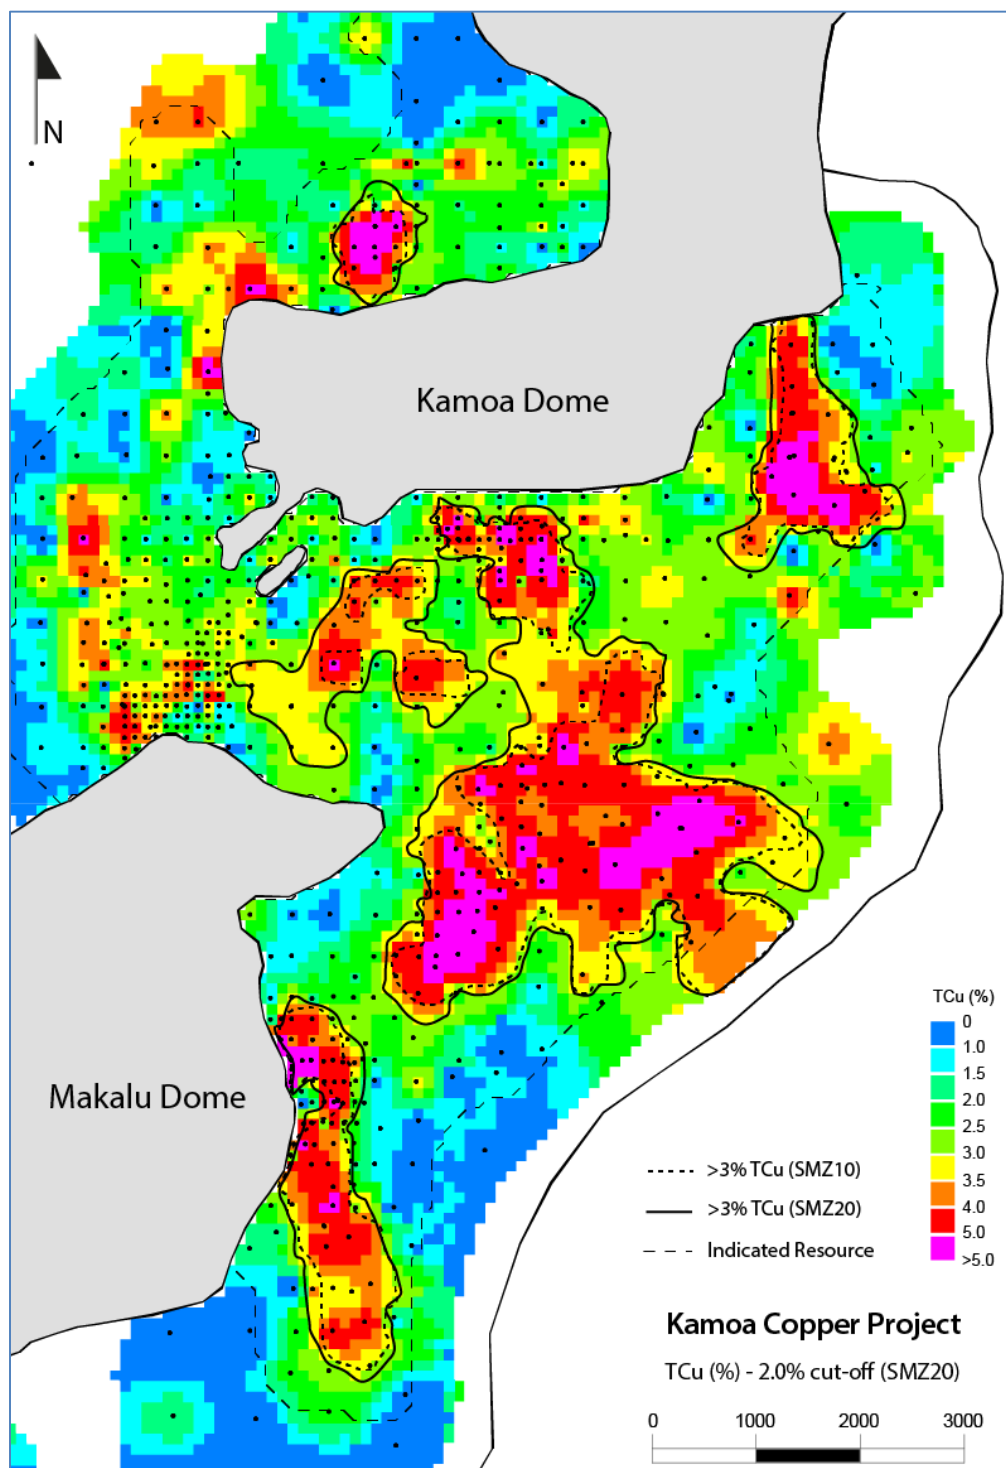 N
Kamoa Dome
Makalu Dome
TCu (%)
0
1.0
1.5
2.0
2.5
3.0
3.5
4.0
5.0
>5.0
>3% TCu (SMZ10)
>3% TCu (SMZ20)
Indicated Resource
Kamoa Copper Project
TCu (%) - 2.0% cut-off (SMZ20)
0 1000 2000 3000